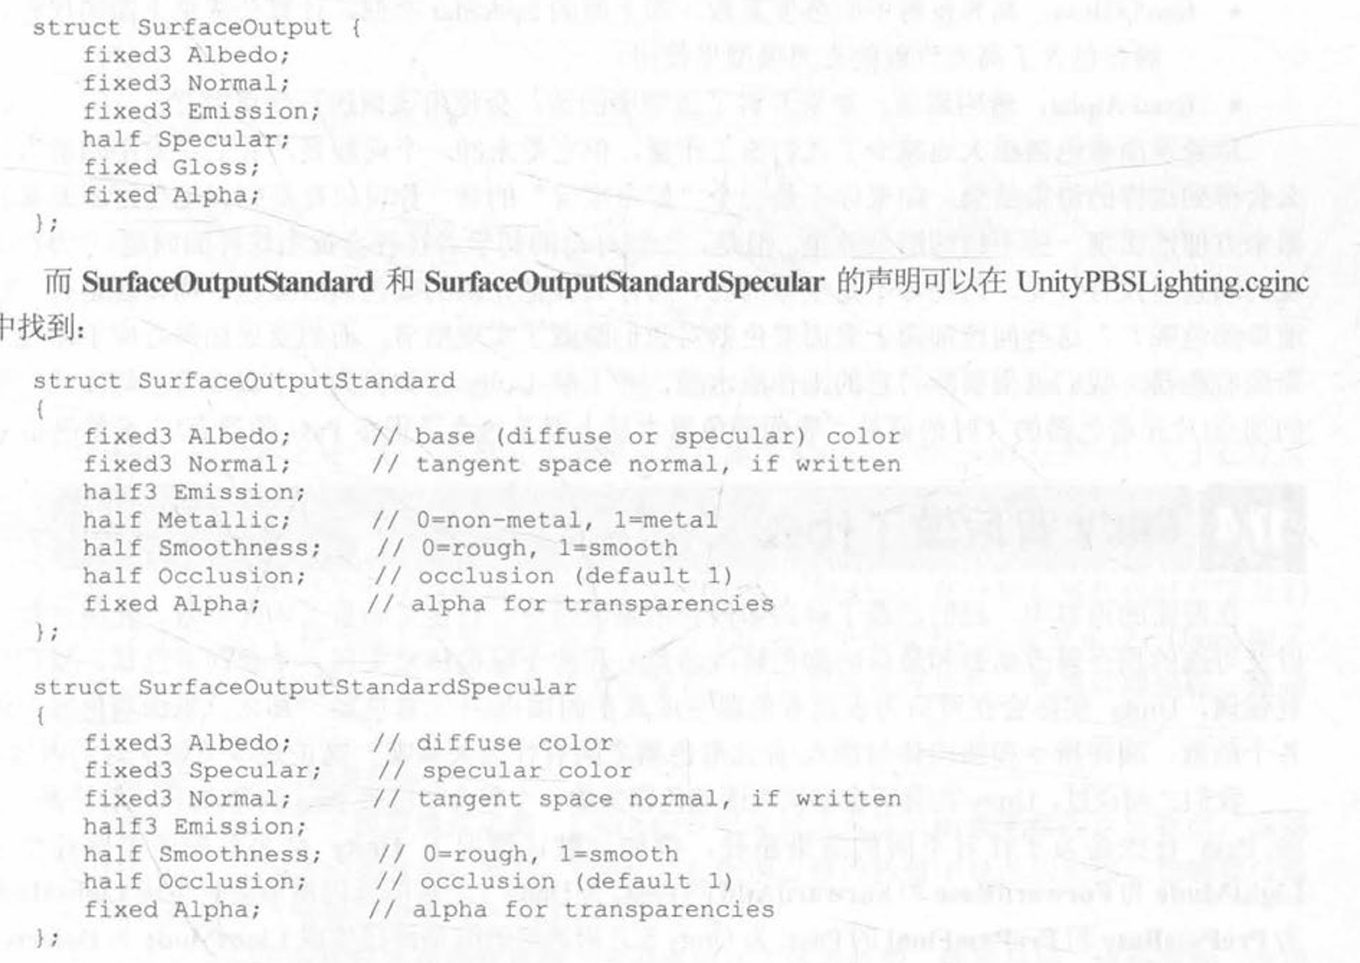 struct SurfaceOutput {
fixed3 Albedo;
fixed3 Normal;
fixed3 Emission;
half Specular;
fixed Gloss;
fixed Alpha;
};
而 SurfaceOutputStandard 和 SurfaceOutputStandardSpecular 的声明可以在 UnityPBSLighting.cginc
中找到：
struct SurfaceOutputStandard
{
fixed3 Albedo; // base (diffuse or specular) color
fixed3 Normal; // tangent space normal, if written
half3 Emission;
half Metallic; // 0=non-metal, 1=metal
half Smoothness; // 0=rough, 1=smooth
half Occlusion; // occlusion (default 1)
fixed Alpha; // alpha for transparencies
};
struct SurfaceOutputStandardSpecular
{
fixed3 Albedo; // diffuse color
fixed3 Specular; // specular color
fixed3 Normal; // tangent space normal, if written
half3 Emission;
half Smoothness; // 0=rough, 1=smooth
half Occlusion; // occlusion (default 1)
fixed Alpha; // alpha for transparencies
};